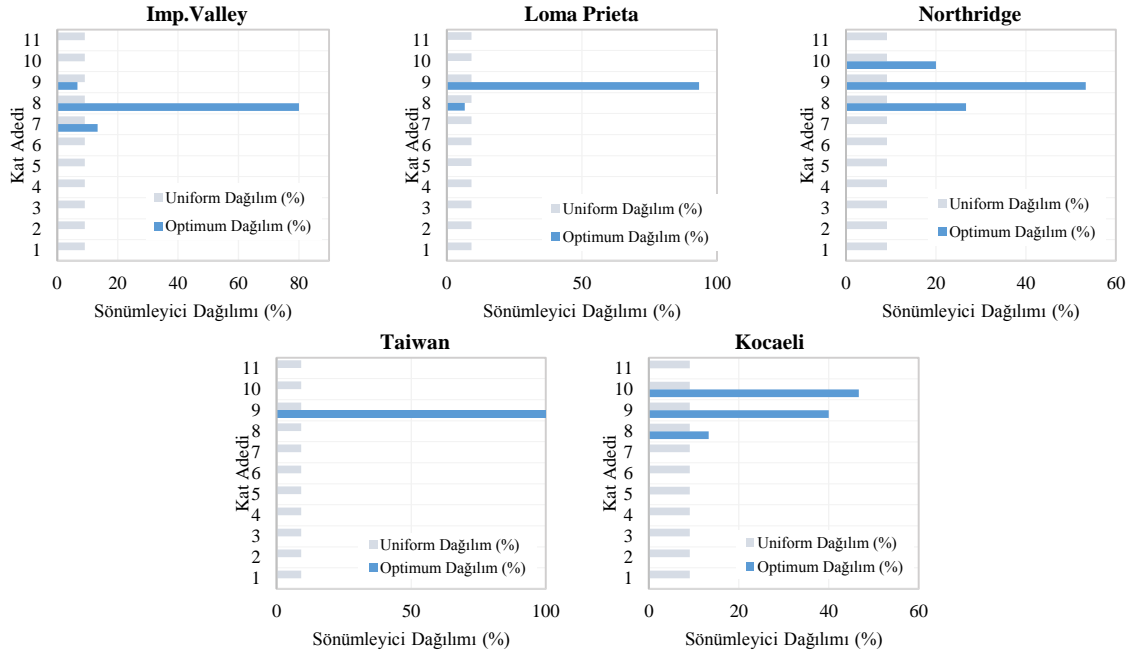 Imp.Valley
Kat Adedi
11
10
9
8
7
6
5
4
3
2
1
Uniform Dağılım (%)
Optimum Dağılım (%)
0 20 40 60 80
Sönümleyici Dağılımı (%)
Loma Prieta
Kat Adedi
11
10
9
8
7
6
5
4
3
2
1
Uniform Dağılım (%)
Optimum Dağılım (%)
0 50 100
Sönümleyici Dağılımı (%)
Northridge
Kat Adedi
11
10
9
8
7
6
5
4
3
2
1
Uniform Dağılım (%)
Optimum Dağılım (%)
0 20 40 60
Sönümleyici Dağılımı (%)
Taiwan
Kat Adedi
11
10
9
8
7
6
5
4
3
2
1
Uniform Dağılım (%)
Optimum Dağılım (%)
0 50 100
Sönümleyici Dağılımı (%)
Kocaeli
Kat Adedi
11
10
9
8
7
6
5
4
3
2
1
Uniform Dağılım (%)
Optimum Dağılım (%)
0 20 40 60
Sönümleyici Dağılımı (%)